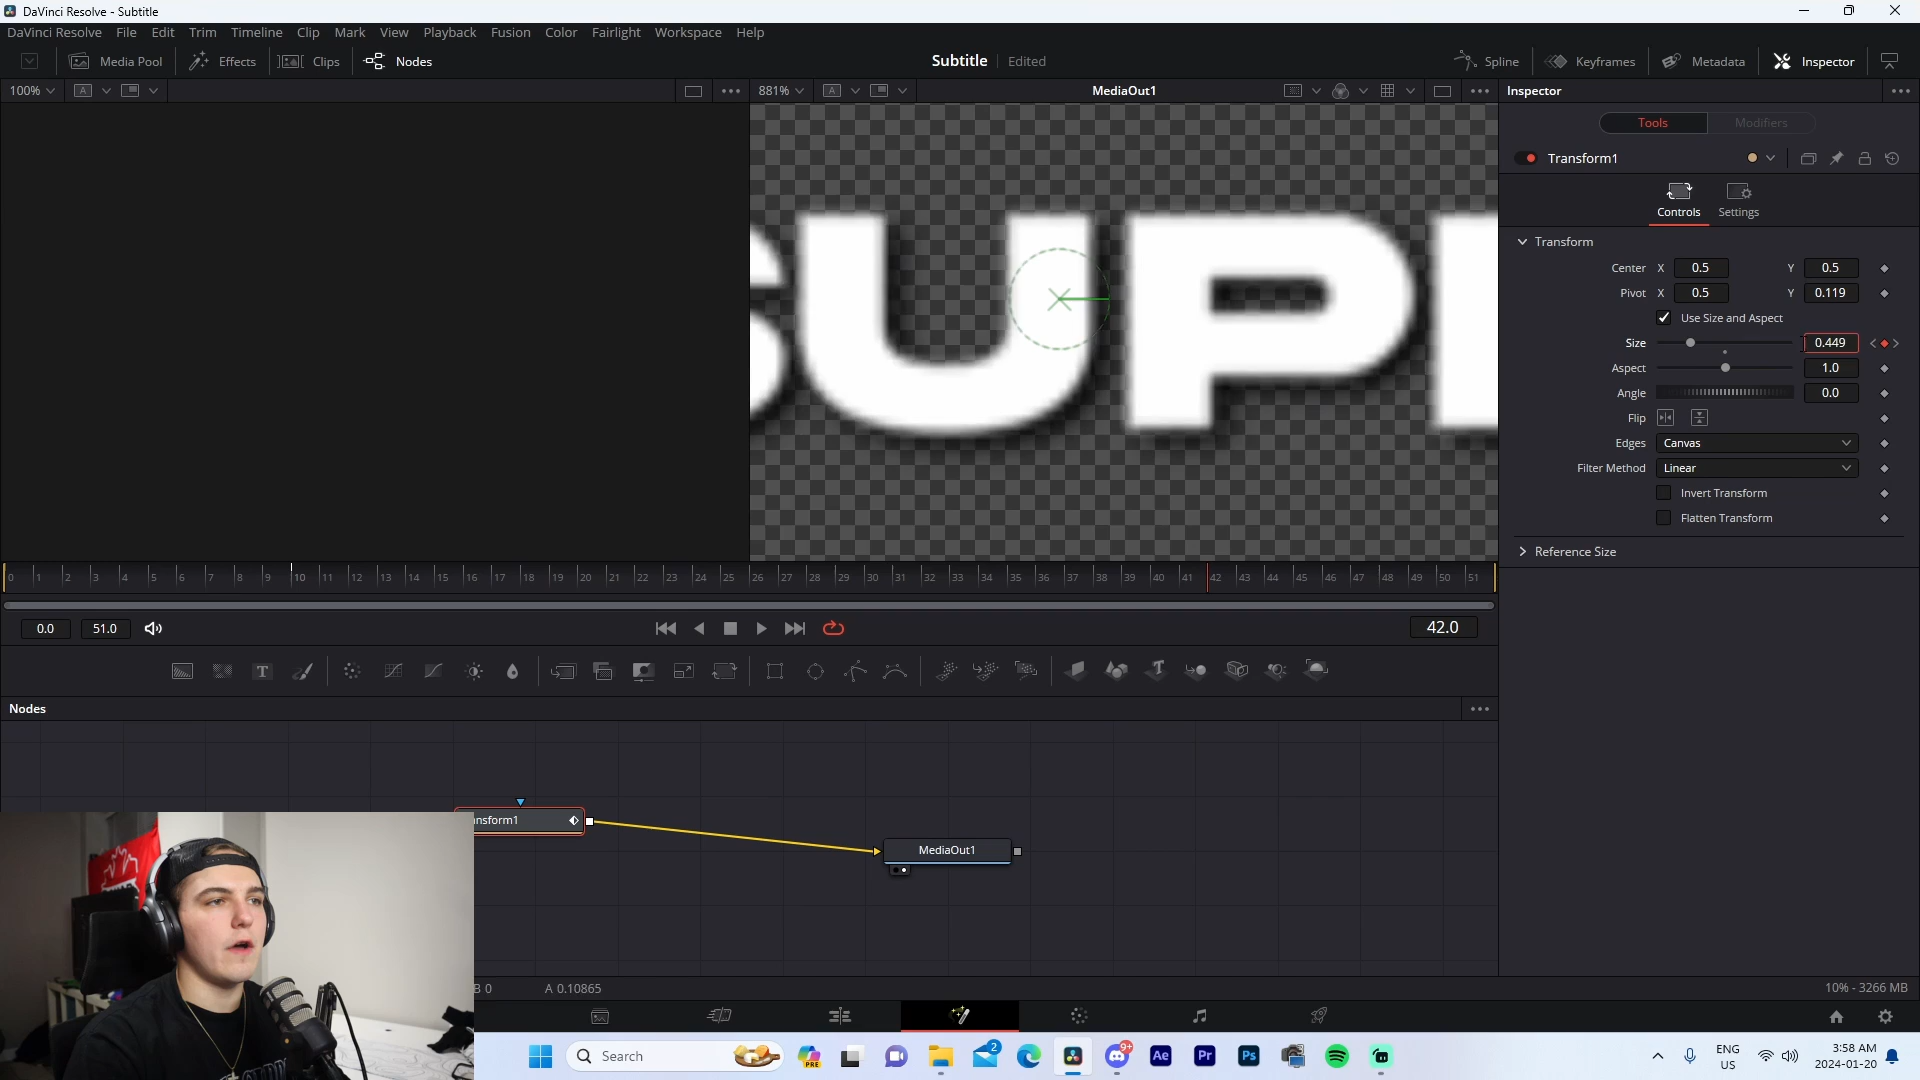 DaVinci Resolve - Subtitle
DaVinci Resolve File Edit Trim Timeline Clip Mark View Playback Fusion Color Fairlight Workspace Help
Media Pool Effects Clips Nodes Subtitle Edited Spline Keyframes Metadata Inspector
100% A 881% A MediaOut1 Inspector
Tools Modifiers
Transform1
Controls Settings
Transform
Center X 0.5 Y 0.5
Pivot X 0.5 Y 0.119
Use Size and Aspect
Size 0.449
Aspect 1.0
Angle 0.0
Flip
Edges Canvas
Filter Method Linear
Invert Transform
Flatten Transform
Reference Size
SUP
0 1 2 3 4 5 6 7 8 9 10 11 12 13 14 15 16 17 18 19 20 21 22 23 24 25 26 27 28 29 30 31 32 33 34 35 36 37 38 39 40 41 42 43 44 45 46 47 48 49 50 51
0.0 51.0 42.0
T T
Nodes
ansform1
MediaOut1
B 0 A 0.10865 10% - 3266 MB
Search PRE 2 9+ Ae Pr Ps ENG US 3:58 AM 2024-01-20